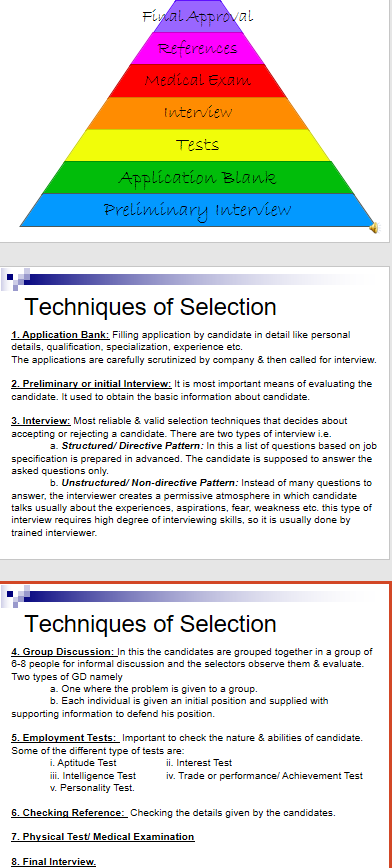 Final Approval
References
Medical Exam
Interview
Tests
Application Blank
Preliminary Interview
Techniques of Selection
1. Application Bank: Filling application by candidate in detail like personal
details, qualification, specialization, experience etc.
The applications are carefully scrutinized by company & then called for interview.
2. Preliminary or initial Interview: It is most important means of evaluating the
candidate. It used to obtain the basic information about candidate.
3. Interview: Most reliable & valid selection techniques that decides about
accepting or rejecting a candidate. There are two types of interview i.e.
a. Structured/ Directive Pattern: In this a list of questions based on job
specification is prepared in advanced. The candidate is supposed to answer the
asked questions only.
b. Unstructured/ Non-directive Pattern: Instead of many questions to
answer, the interviewer creates a permissive atmosphere in which candidate
talks usually about the experiences, aspirations, fear, weakness etc. this type of
interview requires high degree of interviewing skills, so it is usually done by
trained interviewer.
Techniques of Selection
4. Group Discussion: In this the candidates are grouped together in a group of
6-8 people for informal discussion and the selectors observe them & evaluate.
Two types of GD namely
a. One where the problem is given to a group.
b. Each individual is given an initial position and supplied with
supporting information to defend his position.
5. Employment Tests: Important to check the nature & abilities of candidate.
Some of the different type of tests are:
i. Aptitude Test ii. Interest Test
iii. Intelligence Test iv. Trade or performance/ Achievement Test
v. Personality Test.
6. Checking Reference: Checking the details given by the candidates.
7. Physical Test/ Medical Examination
8. Final Interview.